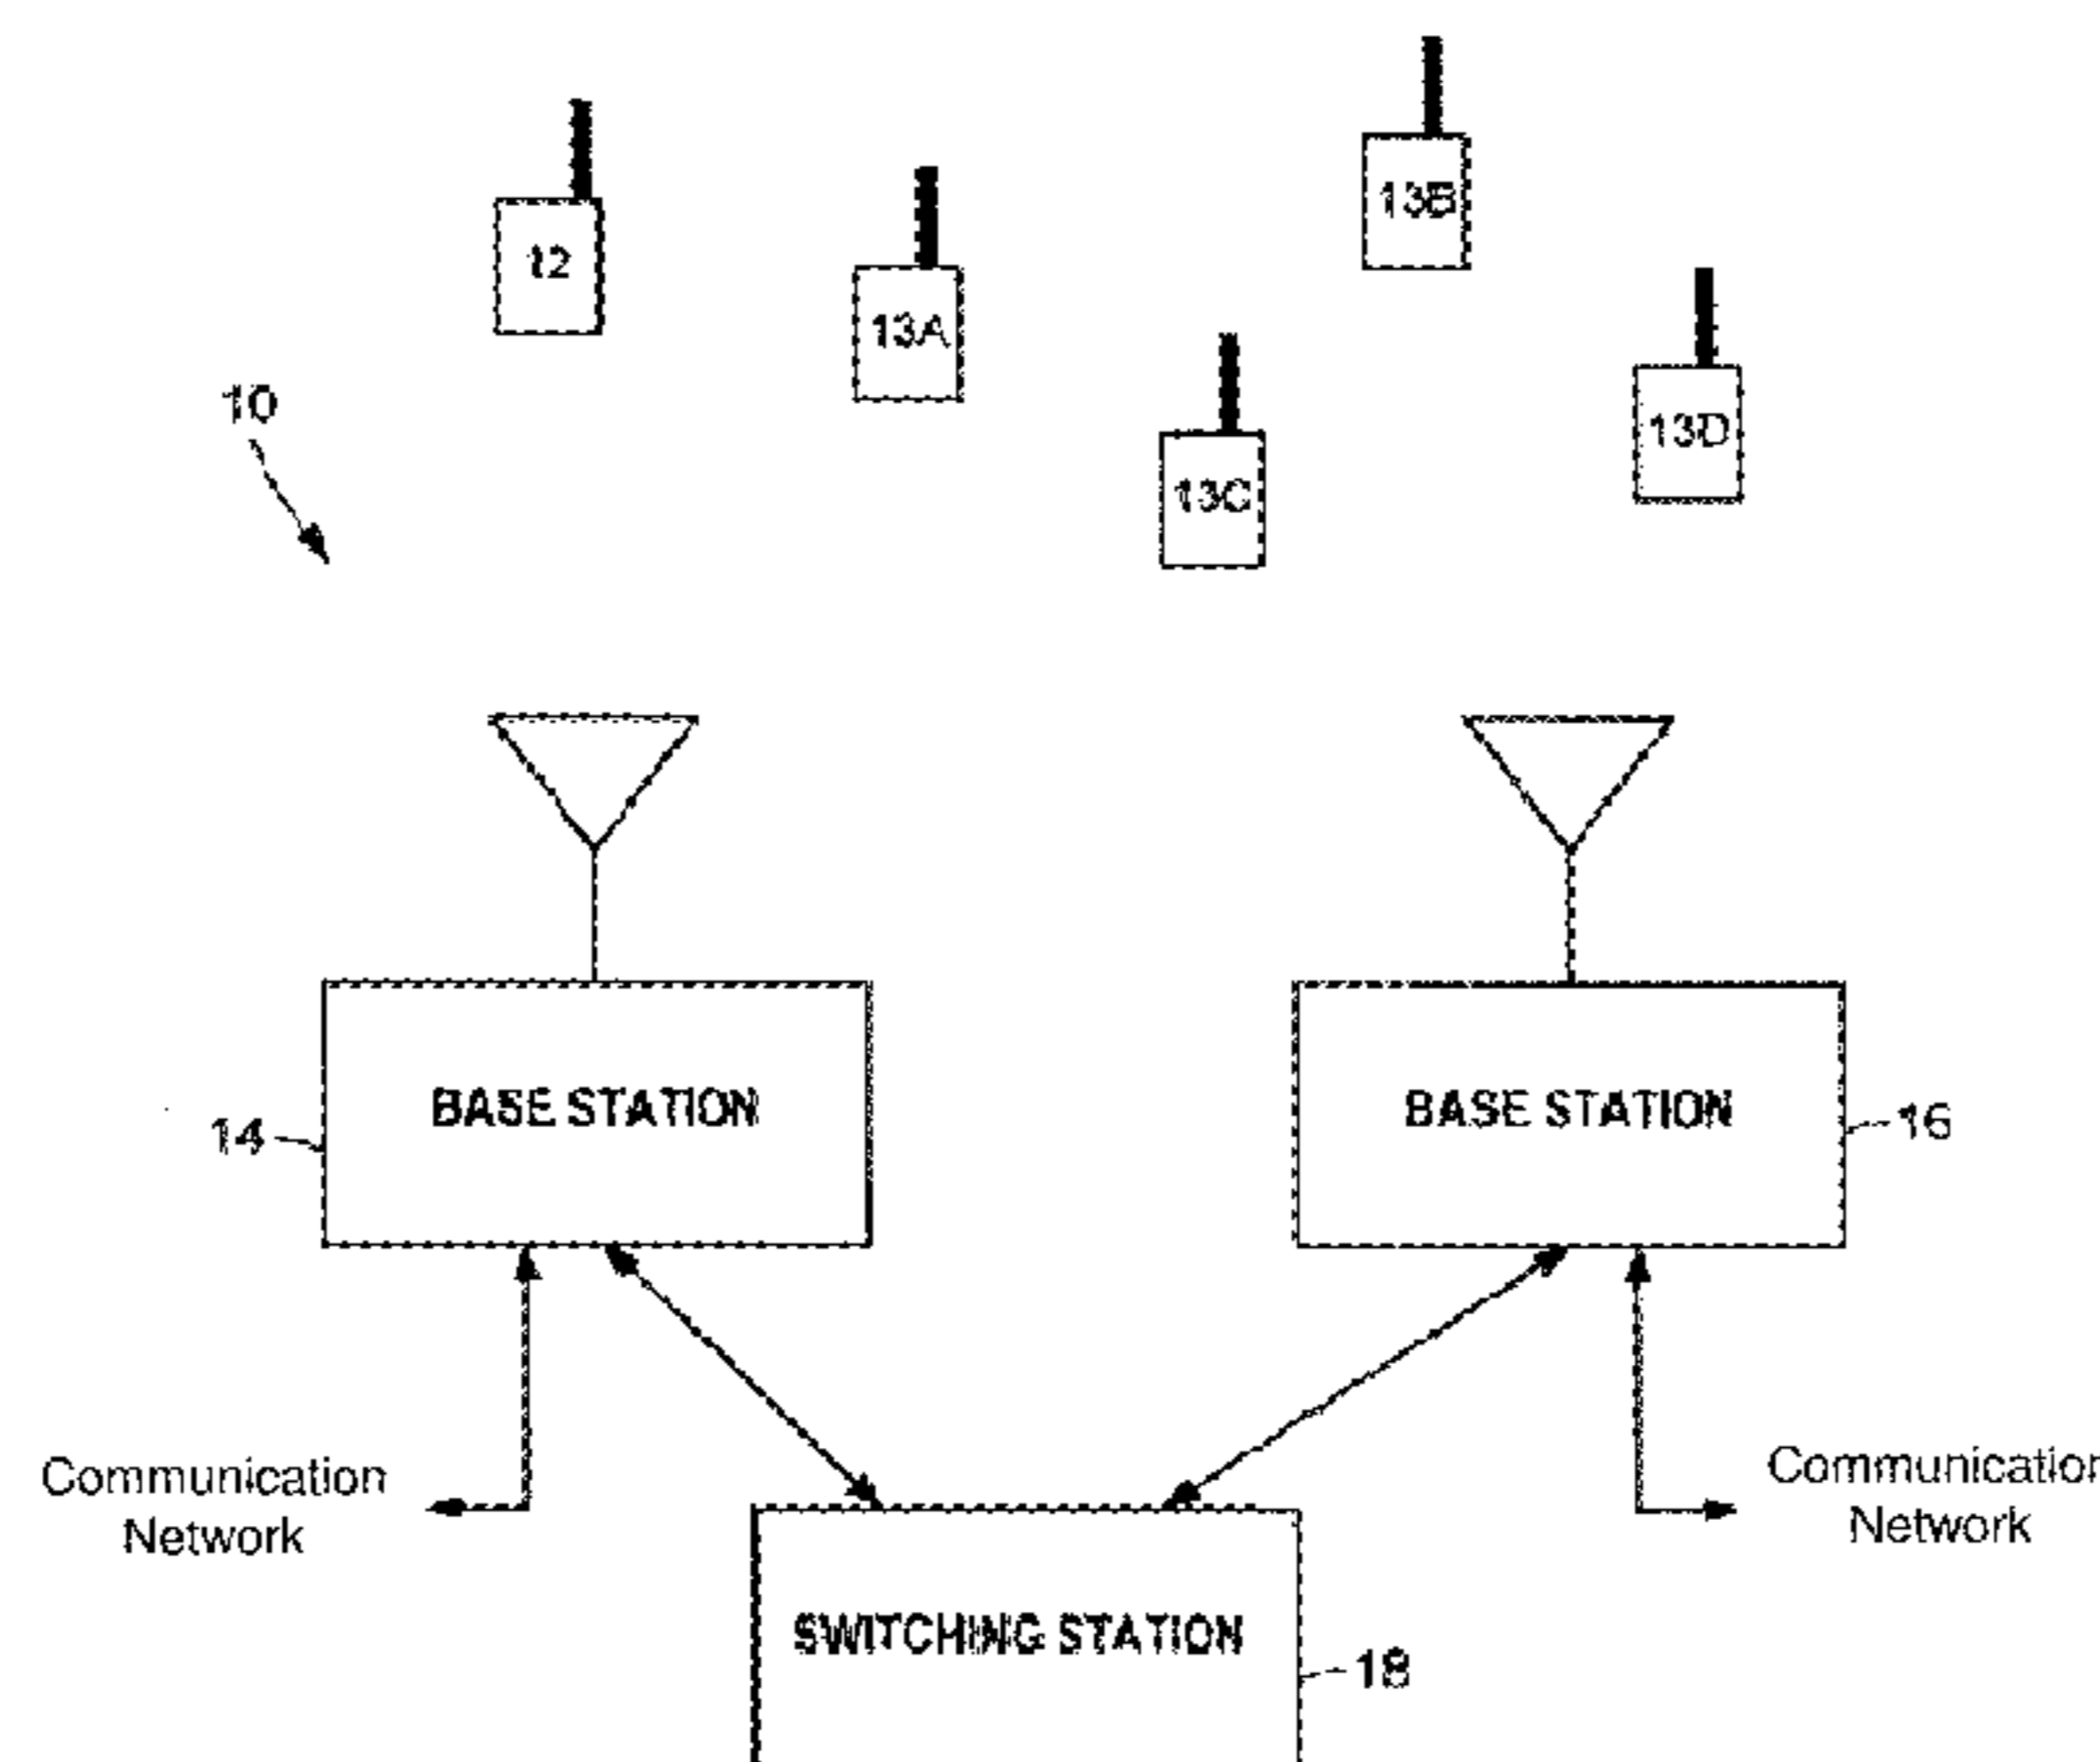 13B
12
13A
10
13D
13C
BASE STATION
BASE STATION
14
16
Communication
Network
Communication
Network
SWITCHING STATION
18